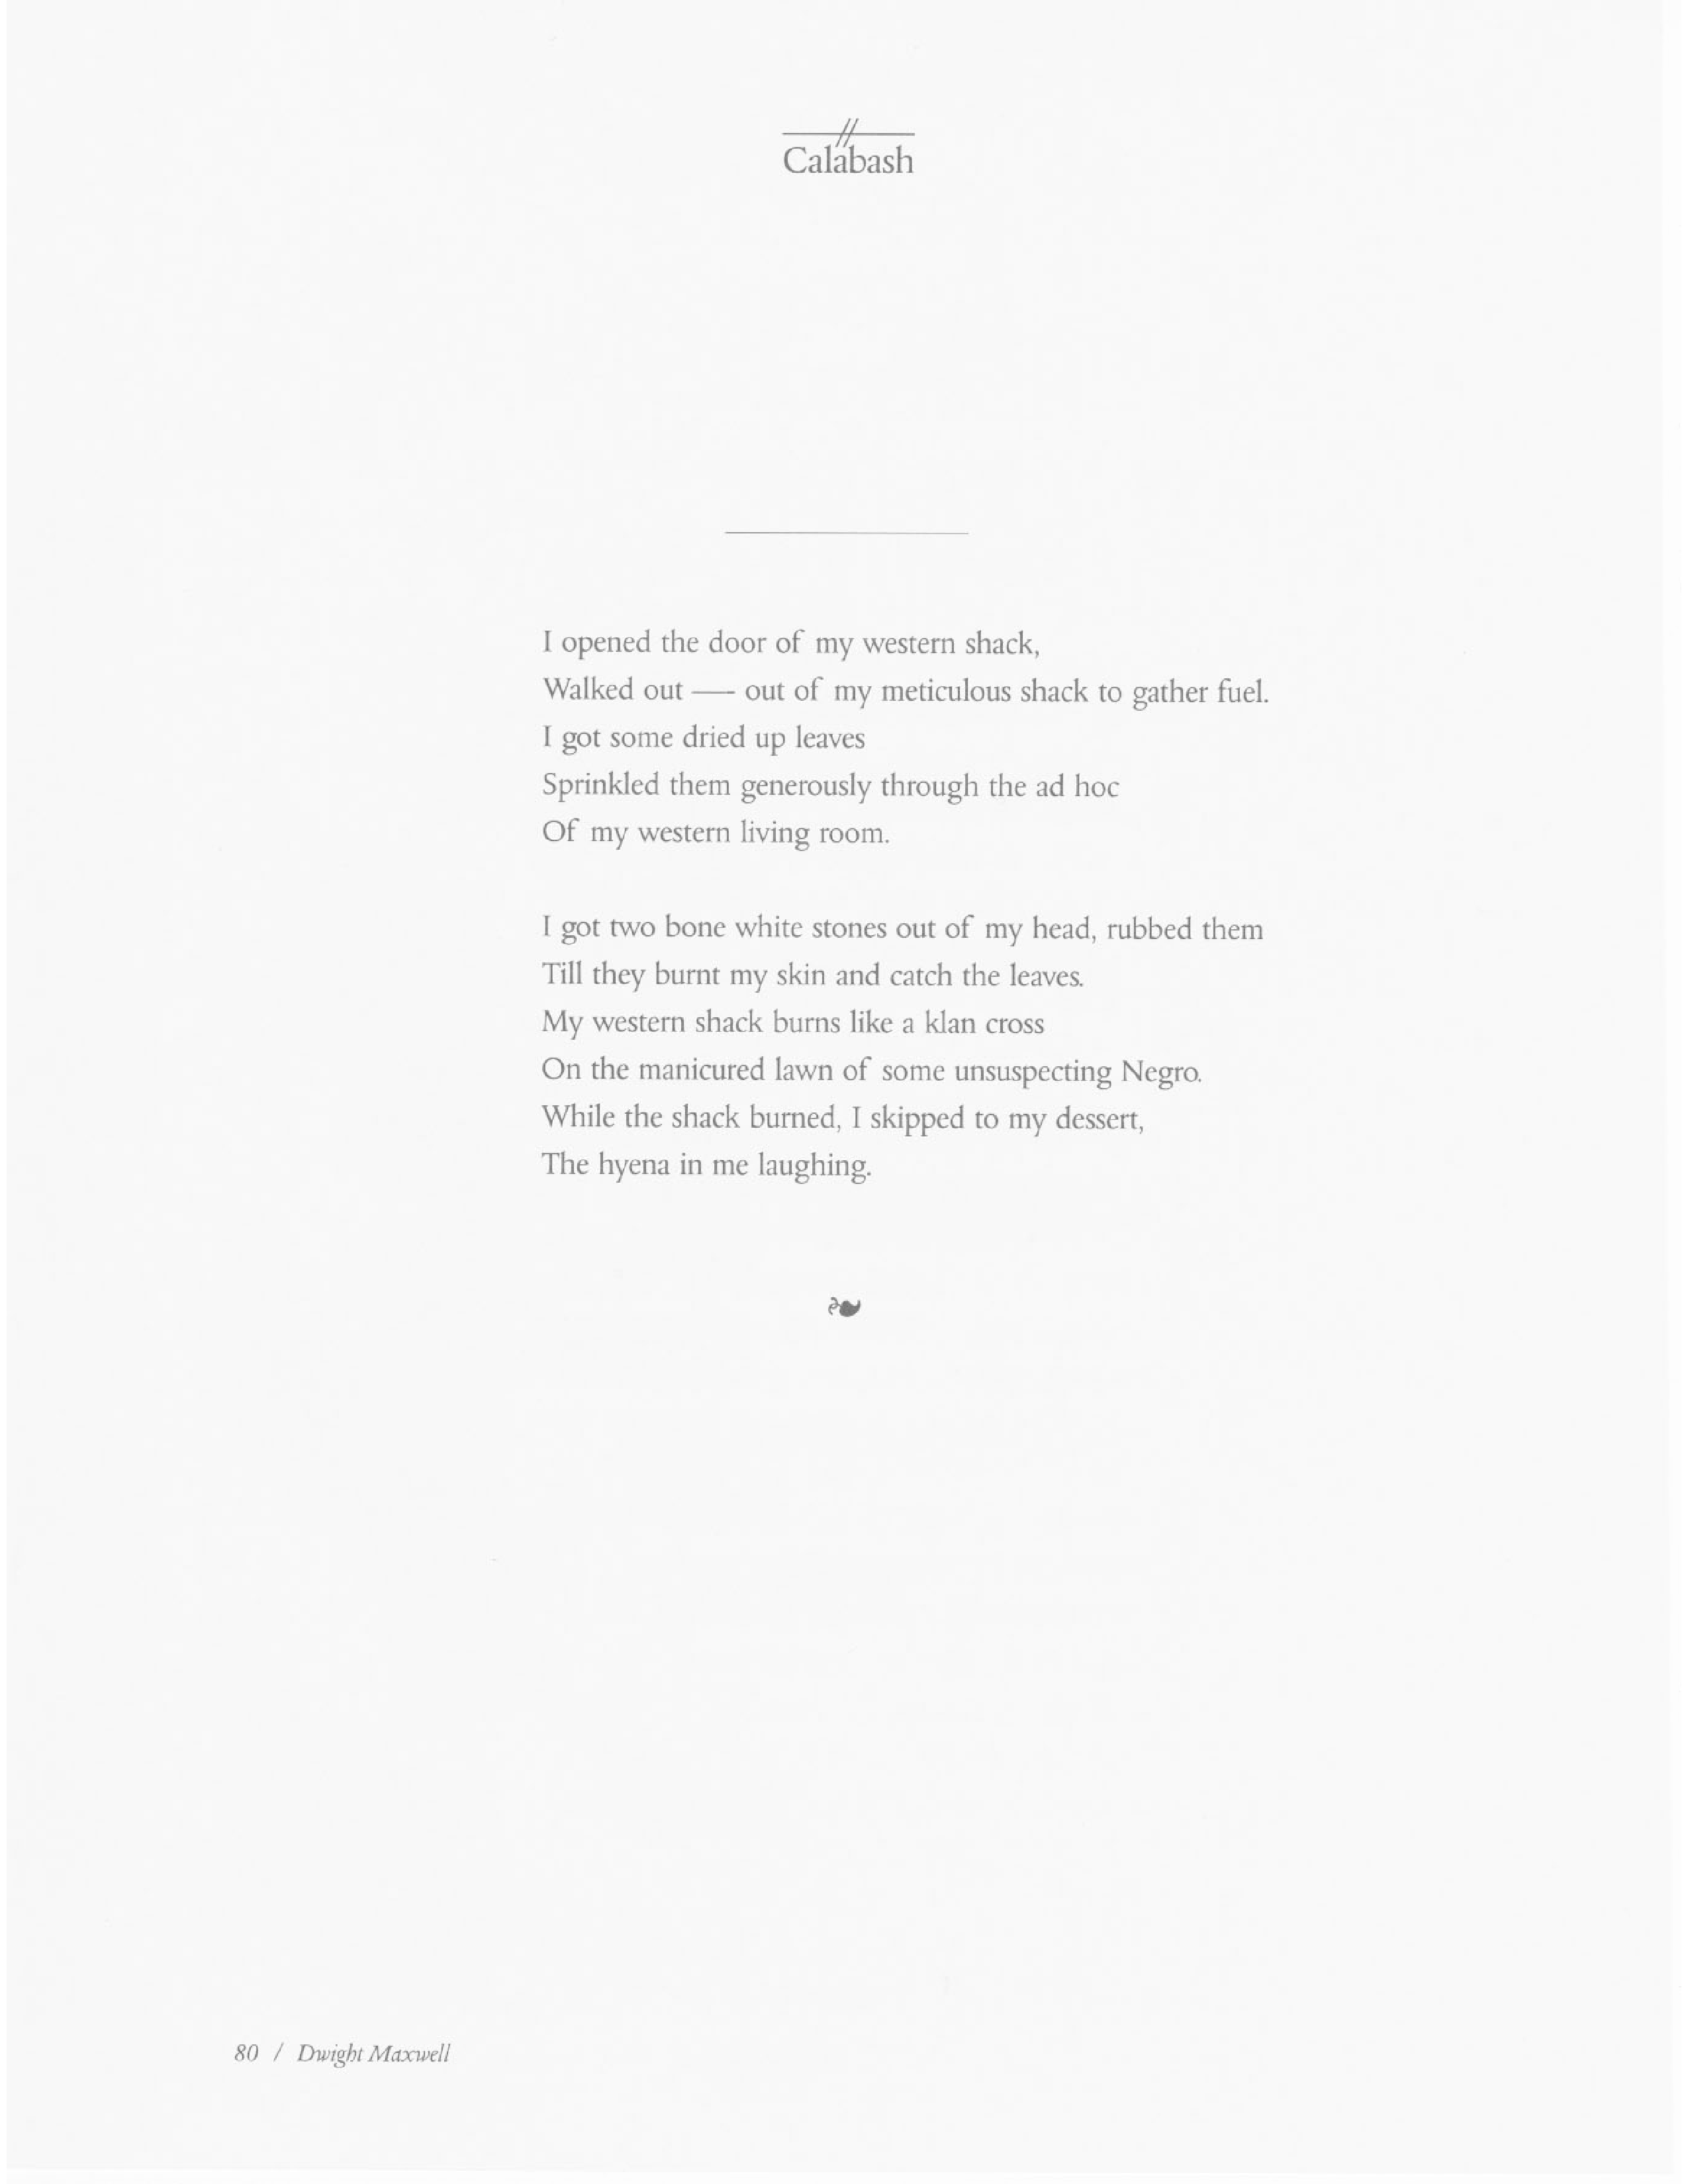 Calabash
I opened the door of my western shack,
Walked out — out of my meticulous shack to gather fuel.
I got some dried up leaves
Sprinkled them generously through the ad hoc
Of my western living room.
I got two bone white stones out of my head, rubbed them
Till they burnt my skin and catch the leaves.
My western shack burns like a klan cross
On the manicured lawn of some unsuspecting Negro.
While the shack burned, I skipped to my dessert,
The hyena in me laughing.
80 / Dwight Maxwell